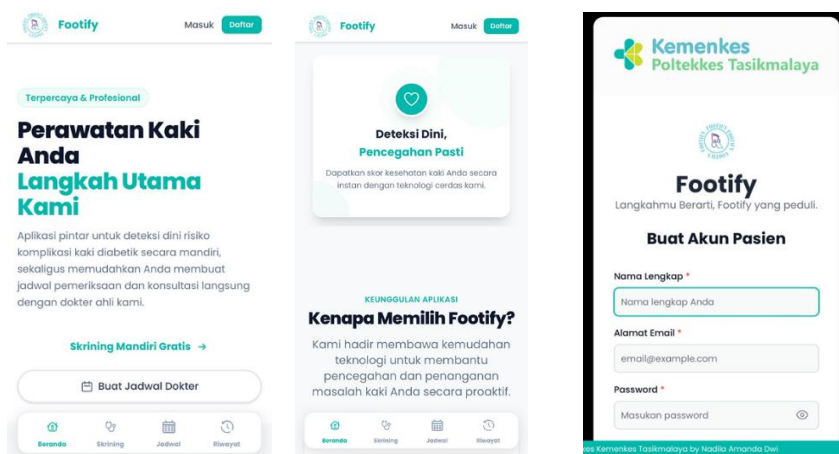 Footify
Masuk
Daftar
Terpercaya & Profesional
Perawatan Kaki
Anda
Langkah Utama
Kami
Aplikasi pintar untuk deteksi dini risiko
komplikasi kaki diabetik secara mandiri,
sekaligus memudahkan Anda membuat
jadwal pemeriksaan dan konsultasi langsung
dengan dokter ahli kami.
Skrining Mandiri Gratis →
Buat Jadwal Dokter
Beranda
Skrining
Jadwal
Riwayat
Footify
Masuk
Daftar
Deteksi Dini,
Pencegahan Pasti
Dapatkan skor kesehatan kaki Anda secara
instan dengan teknologi cerdas kami.
KEUNGGULAN APLIKASI
Kenapa Memilih Footify?
Kami hadir membawa kemudahan
teknologi untuk membantu
pencegahan dan penanganan
masalah kaki Anda secara proaktif.
Beranda
Skrining
Jadwal
Riwayat
Kemenkes
Poltekkes Tasikmalaya
Footify
Langkahmu Berarti, Footify yang peduli.
Buat Akun Pasien
Nama Lengkap *
Nama lengkap Anda
Alamat Email *
email@example.com
Password *
Masukan password
kes Kemenkes Tasikmalaya by Nadila Amanda Dwi